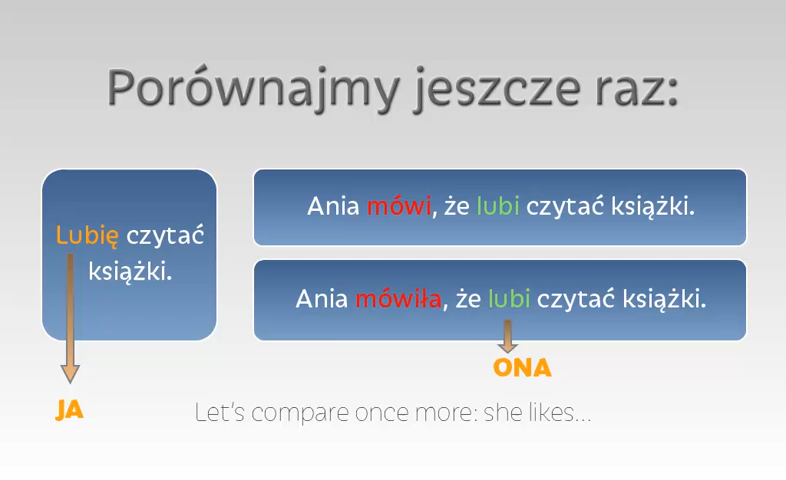 Porównajmy jeszcze raz:
Lubię czytać
książki.
Ania mówi, że lubi czytać książki.
Ania mówiła, że lubi czytać książki.
ONA
JA
Let's compare once more: she likes...